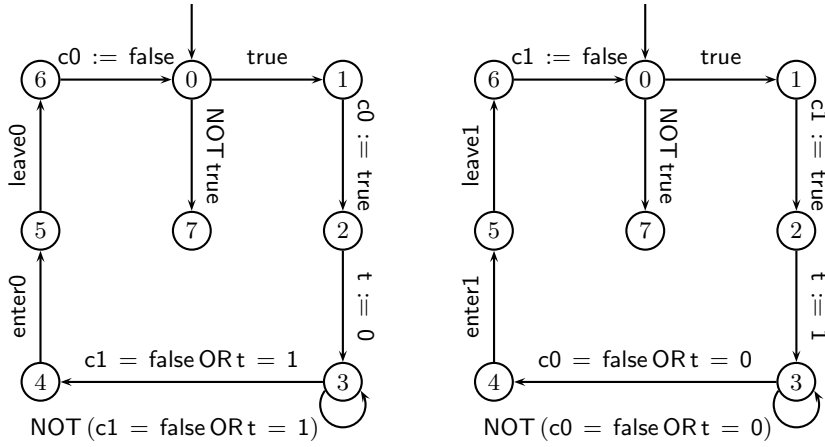 c0 := false
true
6
0
1
NOT true
c0 := true
leave0
5
7
2
enter0
t := 0
c1 = false OR t = 1
4
3
NOT (c1 = false OR t = 1)
c1 := false
true
6
0
1
NOT true
c1 := true
leave1
5
7
2
enter1
t := 1
c0 = false OR t = 0
4
3
NOT (c0 = false OR t = 0)